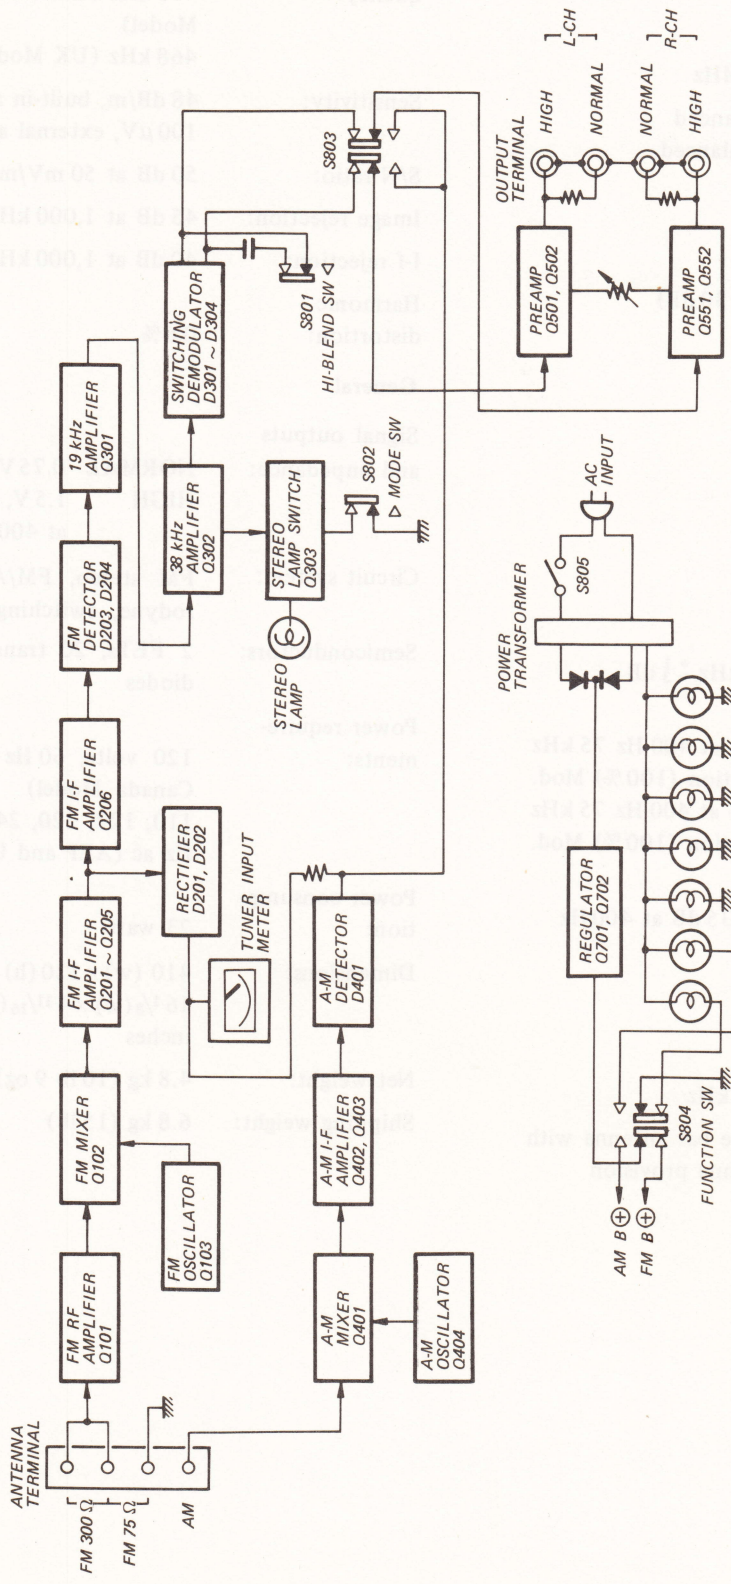 ANTENNA
TERMINAL
FM 300 Ω
FM 75 Ω
AM
FM RF
AMPLIFIER
Q101
FM MIXER
Q102
FM
OSCILLATOR
Q103
FM I-F
AMPLIFIER
Q201 ~ Q205
FM I-F
AMPLIFIER
Q206
RECTIFIER
D201, D202
TUNER INPUT
METER
FM
DETECTOR
D203, D204
19 kHz
AMPLIFIER
Q301
38 kHz
AMPLIFIER
Q302
SWITCHING
DEMODULATOR
D301 ~ D304
STEREO
LAMP SWITCH
Q303
STEREO
LAMP
S802
MODE SW
S801
HI-BLEND SW
S803
A-M
MIXER
Q401
A-M
OSCILLATOR
Q404
A-M I-F
AMPLIFIER
Q402, Q403
A-M
DETECTOR
D401
OUTPUT
TERMINAL
HIGH
NORMAL
L-CH
NORMAL
HIGH
R-CH
PREAMP
Q501, Q502
PREAMP
Q551, Q552
AC
INPUT
S805
POWER
TRANSFORMER
REGULATOR
Q701, Q702
AM B ⊕
FM B ⊕
S804
FUNCTION SW